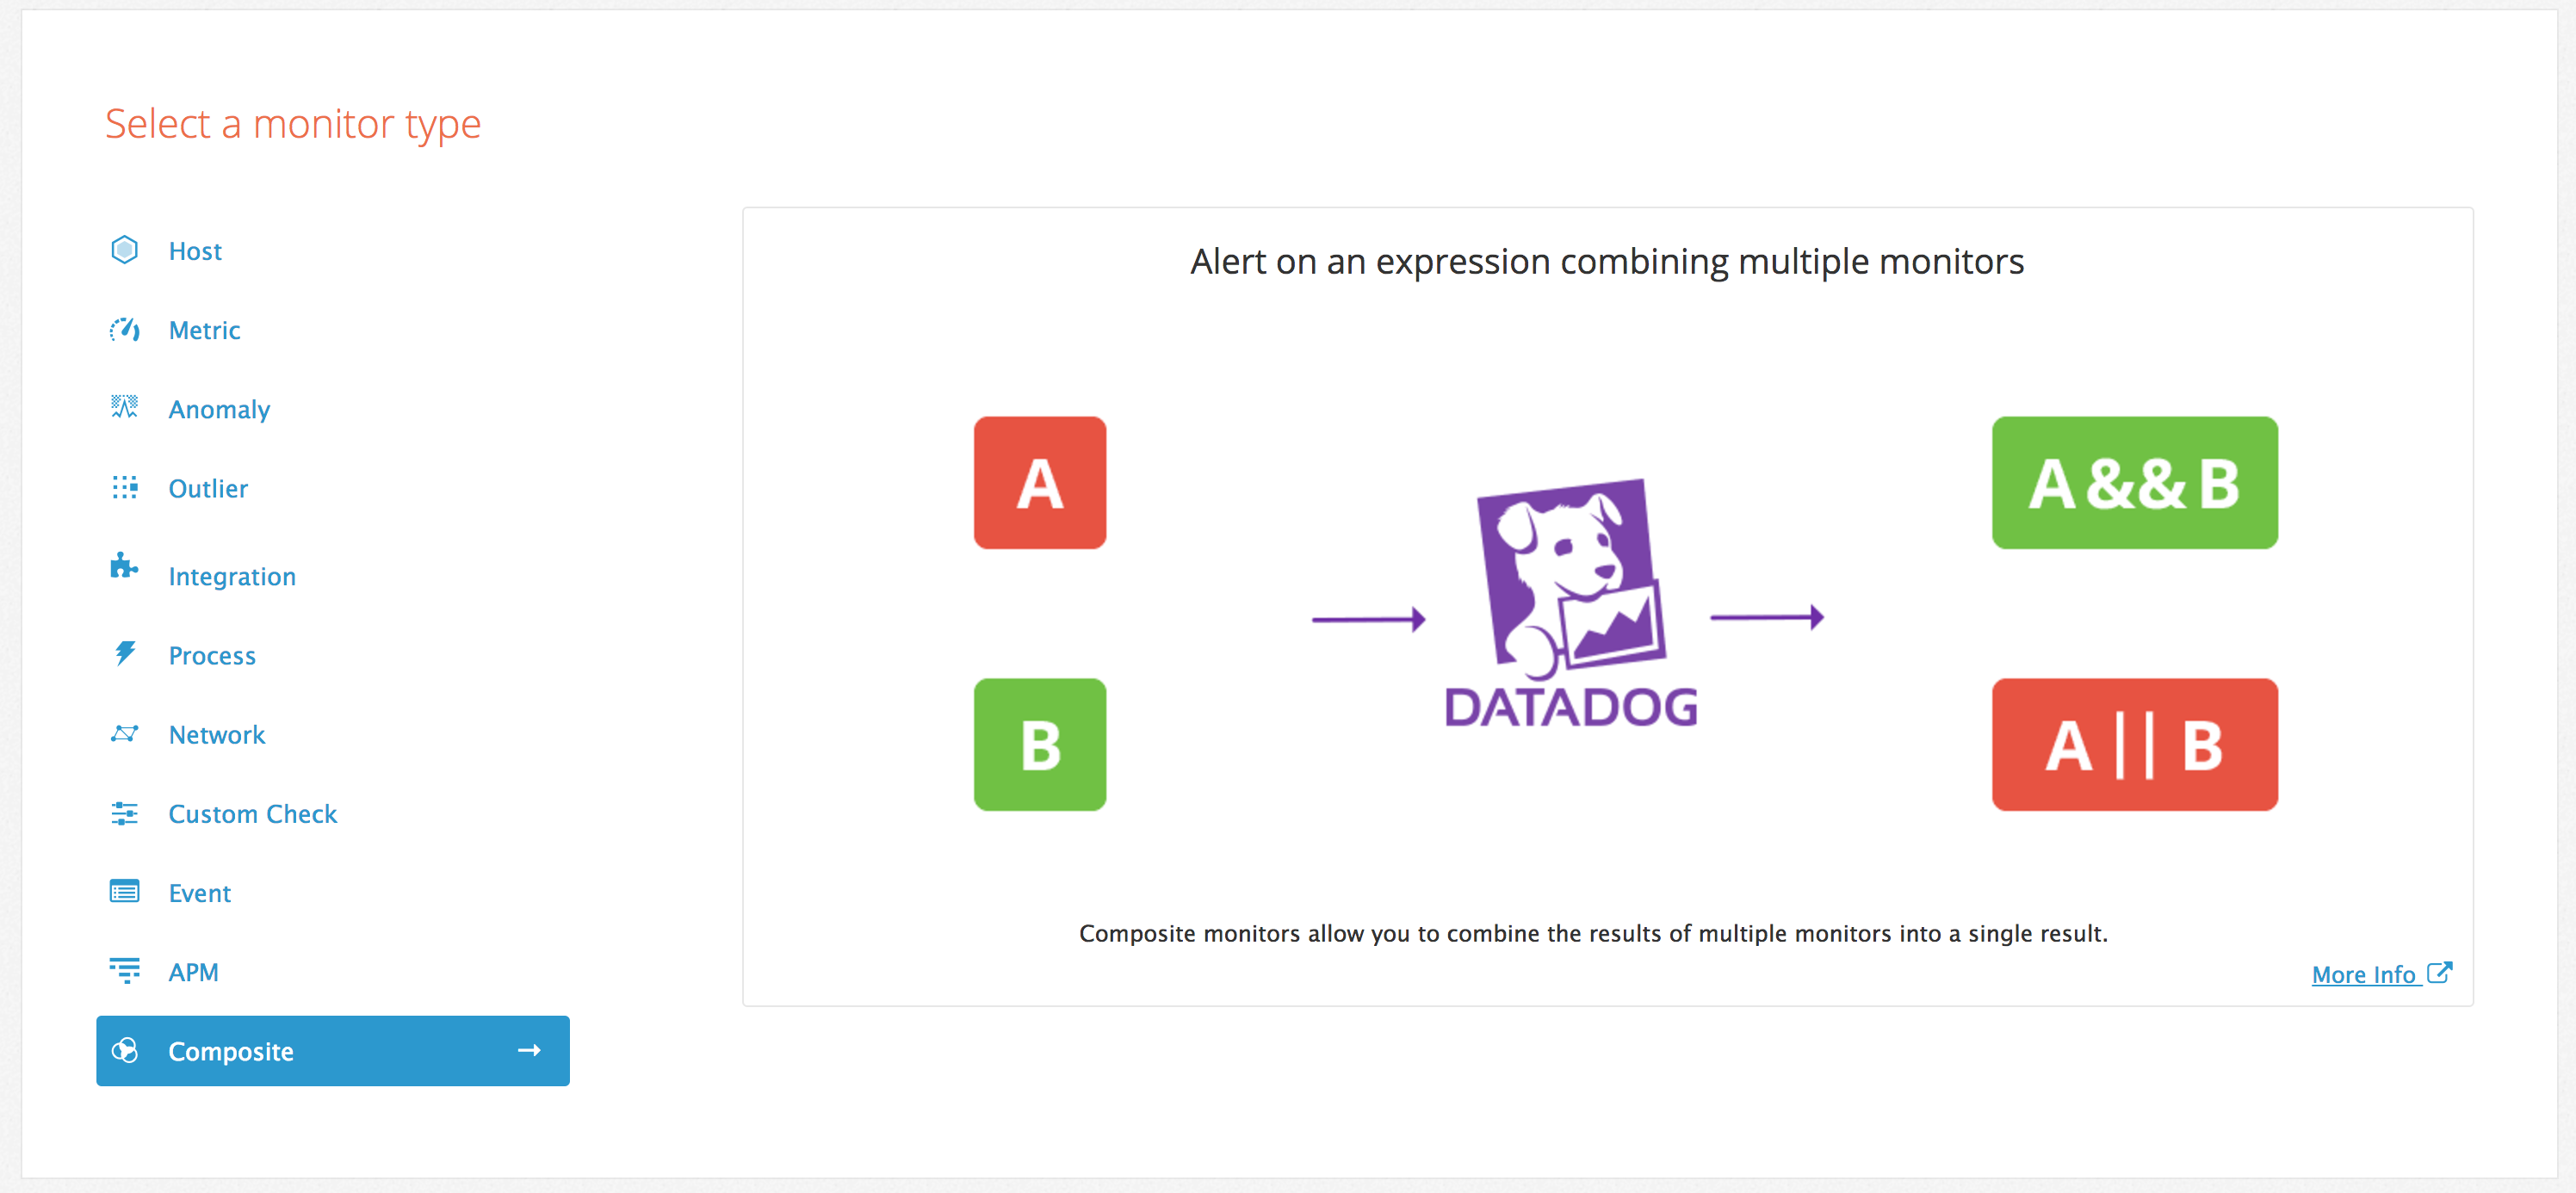 Select a monitor type
Host
Metric
Anomaly
Outlier
Integration
Process
Network
Custom Check
Event
APM
Composite
Alert on an expression combining multiple monitors
A
B
DATADOG
A && B
A || B
Composite monitors allow you to combine the results of multiple monitors into a single result.
More Info